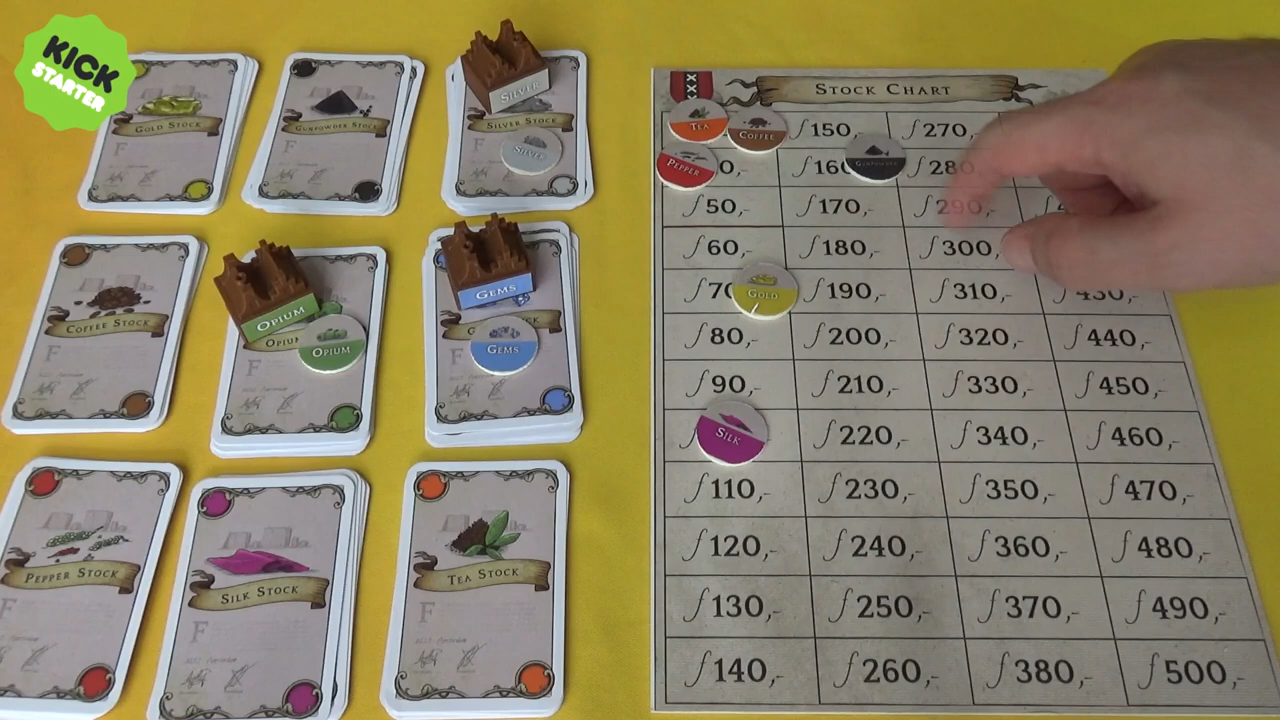 KICK
STARTER
GOLD STOCK
F
GUNPOWDER STOCK
F
SILVER
SILVER STOCK
SILVER
F
COFFEE STOCK
F
OPIUM
OPIUM
F
GEMS
GEMS
F
PEPPER STOCK
F
SILK STOCK
F
TEA STOCK
F
XXX
STOCK CHART
TEA
COFFEE
ƒ150,-
ƒ270,-
PEPPER
0,-
ƒ160
GUNPOWDER
ƒ280
ƒ50,-
ƒ170,-
ƒ290,-
ƒ60,-
ƒ180,-
ƒ300,-
ƒ70
GOLD
ƒ190,-
ƒ310,-
ƒ430,-
ƒ80,-
ƒ200,-
ƒ320,-
ƒ440,-
ƒ90,-
ƒ210,-
ƒ330,-
ƒ450,-
SILK
ƒ220,-
ƒ340,-
ƒ460,-
ƒ110,-
ƒ230,-
ƒ350,-
ƒ470,-
ƒ120,-
ƒ240,-
ƒ360,-
ƒ480,-
ƒ130,-
ƒ250,-
ƒ370,-
ƒ490,-
ƒ140,-
ƒ260,-
ƒ380,-
ƒ500,-